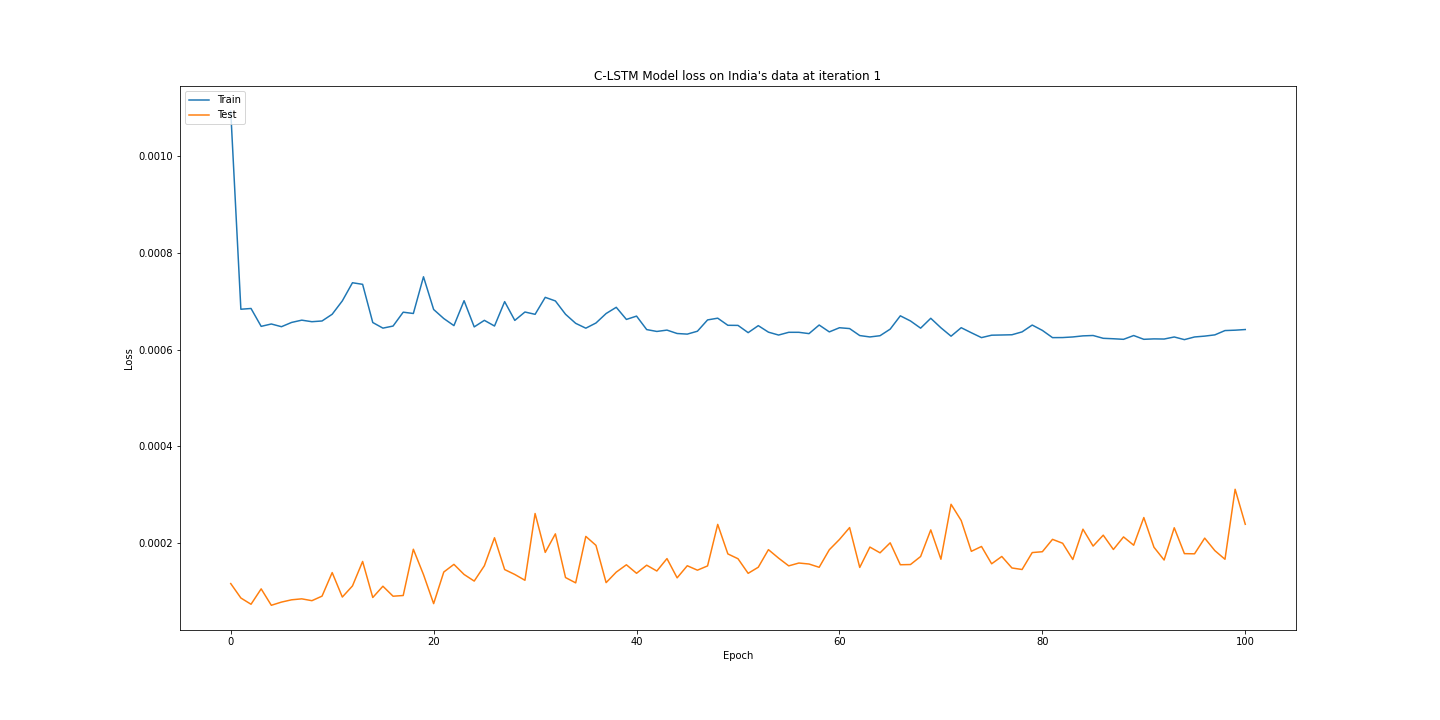 C-LSTM Model loss on India's data at iteration 1
Train
Test
0.0010
0.0008
0.0006
0.0004
0.0002
Loss
0 20 40 60 80 100
Epoch